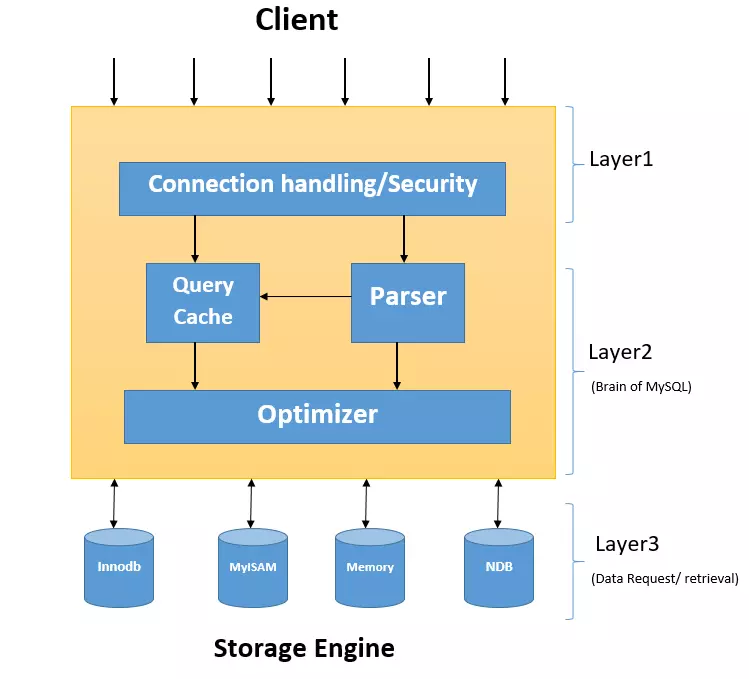 Client
Connection handling/Security
Layer1
Query
Cache
Parser
Layer2
(Brain of MySQL)
Optimizer
Innodb
MyISAM
Memory
NDB
Layer3
(Data Request/ retrieval)
Storage Engine